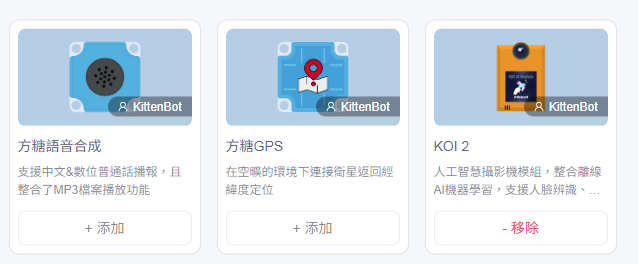 KittenBot
KittenBot
KittenBot
方糖語音合成
支援中文&數位普通話播報，且
整合了MP3檔案播放功能
+ 添加
方糖GPS
在空曠的環境下連接衛星返回經
緯度定位
+ 添加
KOI 2
人工智慧攝影機模組，整合離線
AI機器學習，支援人臉辨識、...
- 移除